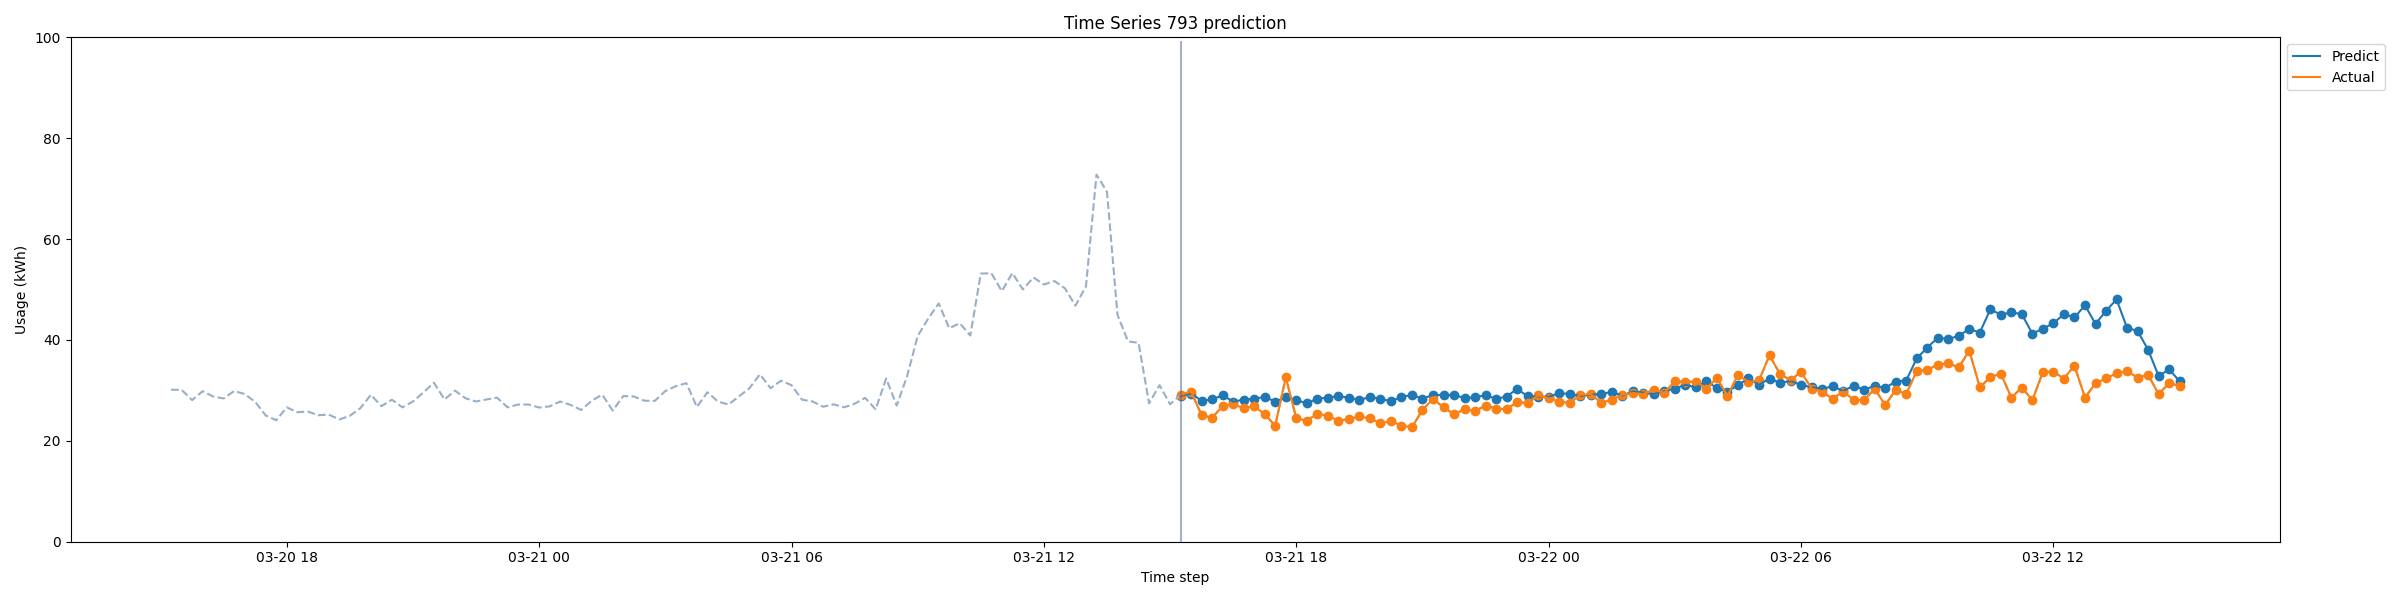 Time Series 793 prediction
Predict
Actual
100
80
60
40
20
0
Usage (kWh)
03-20 18
03-21 00
03-21 06
03-21 12
03-21 18
03-22 00
03-22 06
03-22 12
Time step